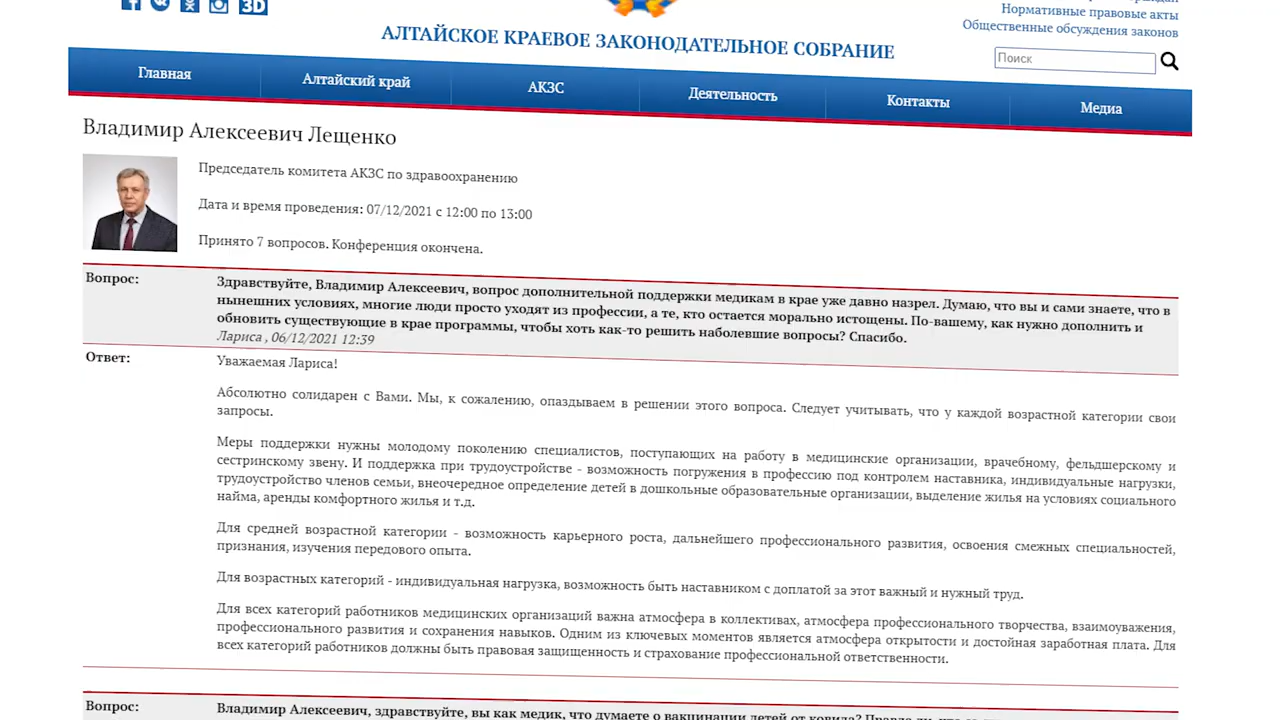 3D
Нормативные правовые акты
Общественные обсуждения законов
АЛТАЙСКОЕ КРАЕВОЕ ЗАКОНОДАТЕЛЬНОЕ СОБРАНИЕ
Поиск
Главная
Алтайский край
АКЗС
Деятельность
Контакты
Медиа
Владимир Алексеевич Лещенко
Председатель комитета АКЗС по здравоохранению
Дата и время проведения: 07/12/2021 с 12:00 по 13:00
Принято 7 вопросов. Конференция окончена.
Вопрос:
Здравствуйте, Владимир Алексеевич, вопрос дополнительной поддержки медикам в крае уже давно назрел. Думаю, что вы и сами знаете, что в
нынешних условиях, многие люди просто уходят из профессии, а те, кто остается морально истощены. По-вашему, как нужно дополнить и
обновить существующие в крае программы, чтобы хоть как-то решить наболевшие вопросы? Спасибо.
Лариса , 06/12/2021 12:39
Ответ:
Уважаемая Лариса!
Абсолютно солидарен с Вами. Мы, к сожалению, опаздываем в решении этого вопроса. Следует учитывать, что у каждой возрастной категории свои
запросы.
Меры поддержки нужны молодому поколению специалистов, поступающих на работу в медицинские организации, врачебному, фельдшерскому и
сестринскому звену. И поддержка при трудоустройстве - возможность погружения в профессию под контролем наставника, индивидуальные нагрузки,
трудоустройство членов семьи, внеочередное определение детей в дошкольные образовательные организации, выделение жилья на условиях социального
найма, аренды комфортного жилья и т.д.
Для средней возрастной категории - возможность карьерного роста, дальнейшего профессионального развития, освоения смежных специальностей,
признания, изучения передового опыта.
Для возрастных категорий - индивидуальная нагрузка, возможность быть наставником с доплатой за этот важный и нужный труд.
Для всех категорий работников медицинских организаций важна атмосфера в коллективах, атмосфера профессионального творчества, взаимоуважения,
профессионального развития и сохранения навыков. Одним из ключевых моментов является атмосфера открытости и достойная заработная плата. Для
всех категорий работников должны быть правовая защищенность и страхование профессиональной ответственности.
Вопрос:
Владимир Алексеевич, здравствуйте, вы как медик, что думаете о вакцинации детей от ковида?